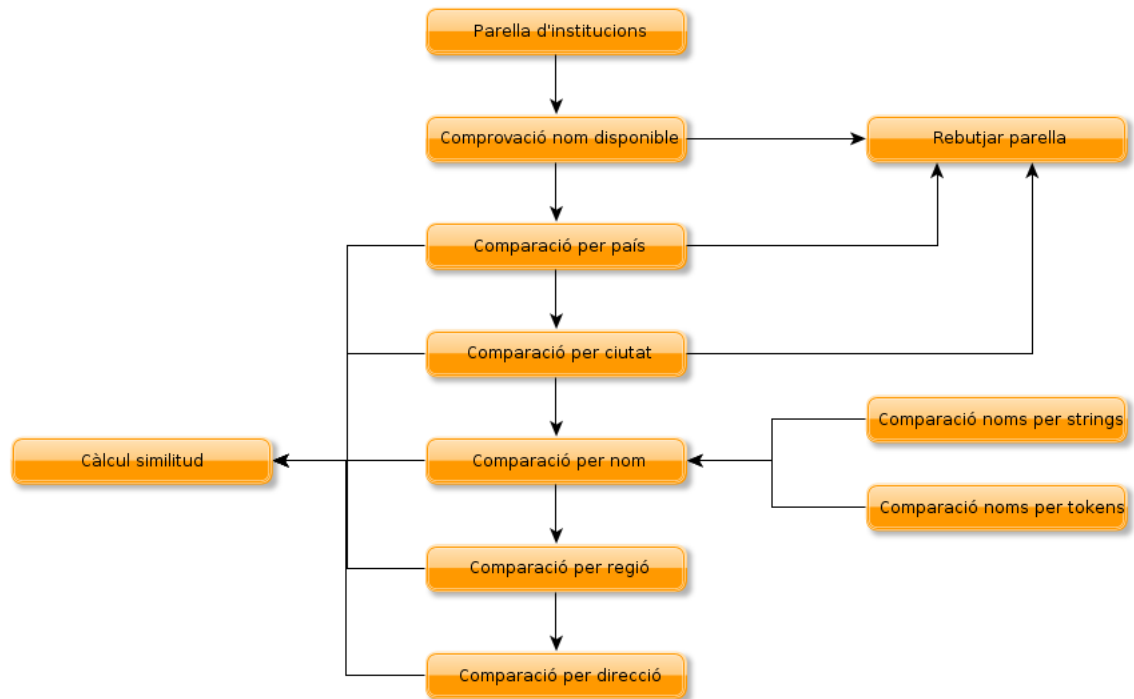 Parella d'institucions
Comprovació nom disponible
Rebutjar parella
Comparació per país
Comparació per ciutat
Comparació noms per strings
Càlcul similitud
Comparació per nom
Comparació noms per tokens
Comparació per regió
Comparació per direcció